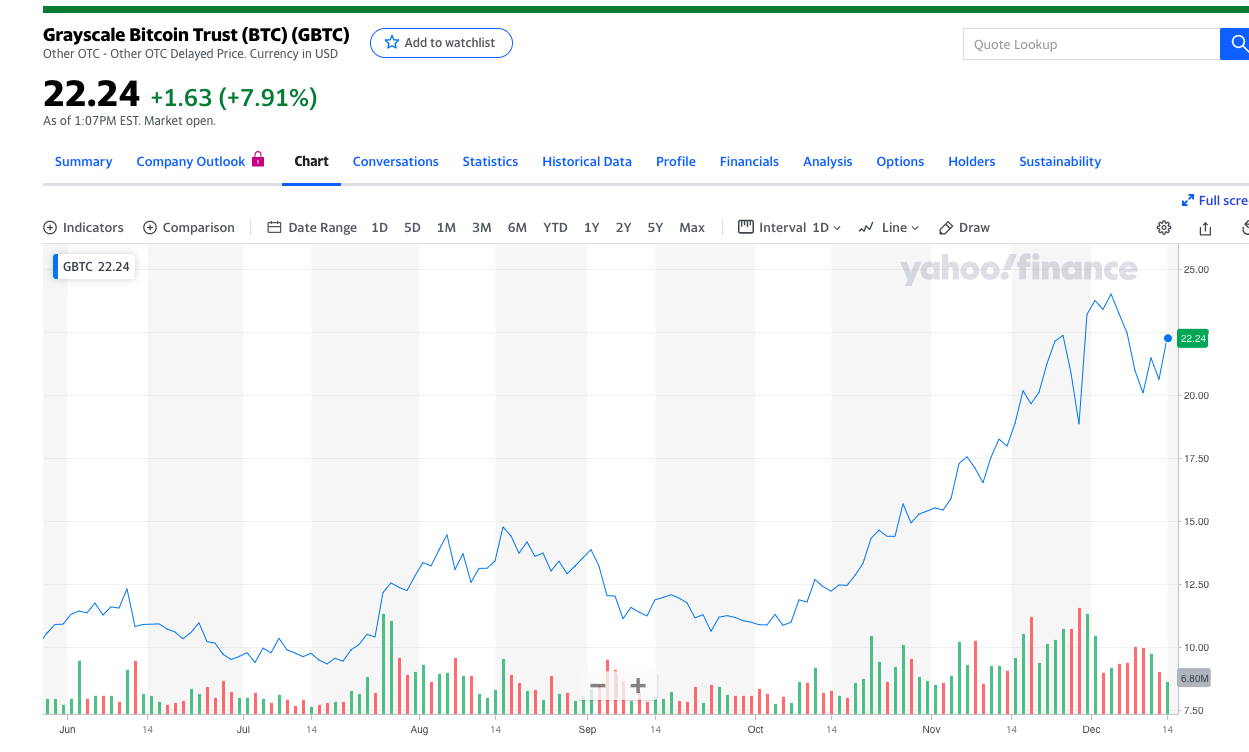 Grayscale Bitcoin Trust (BTC) (GBTC)
Add to watchlist
Other OTC - Other OTC Delayed Price. Currency in USD
Quote Lookup
22.24 +1.63 (+7.91%)
As of 1:07PM EST. Market open.
Summary Company Outlook Chart Conversations Statistics Historical Data Profile Financials Analysis Options Holders Sustainability
Full scre
Indicators Comparison Date Range 1D 5D 1M 3M 6M YTD 1Y 2Y 5Y Max Interval 1D Line Draw
GBTC 22.24
yahoo!finance
25.00
22.24
20.00
17.50
15.00
12.50
10.00
6.80M
7.50
Jun 14 Jul 14 Aug 14 Sep 14 Oct 14 Nov 14 Dec 14